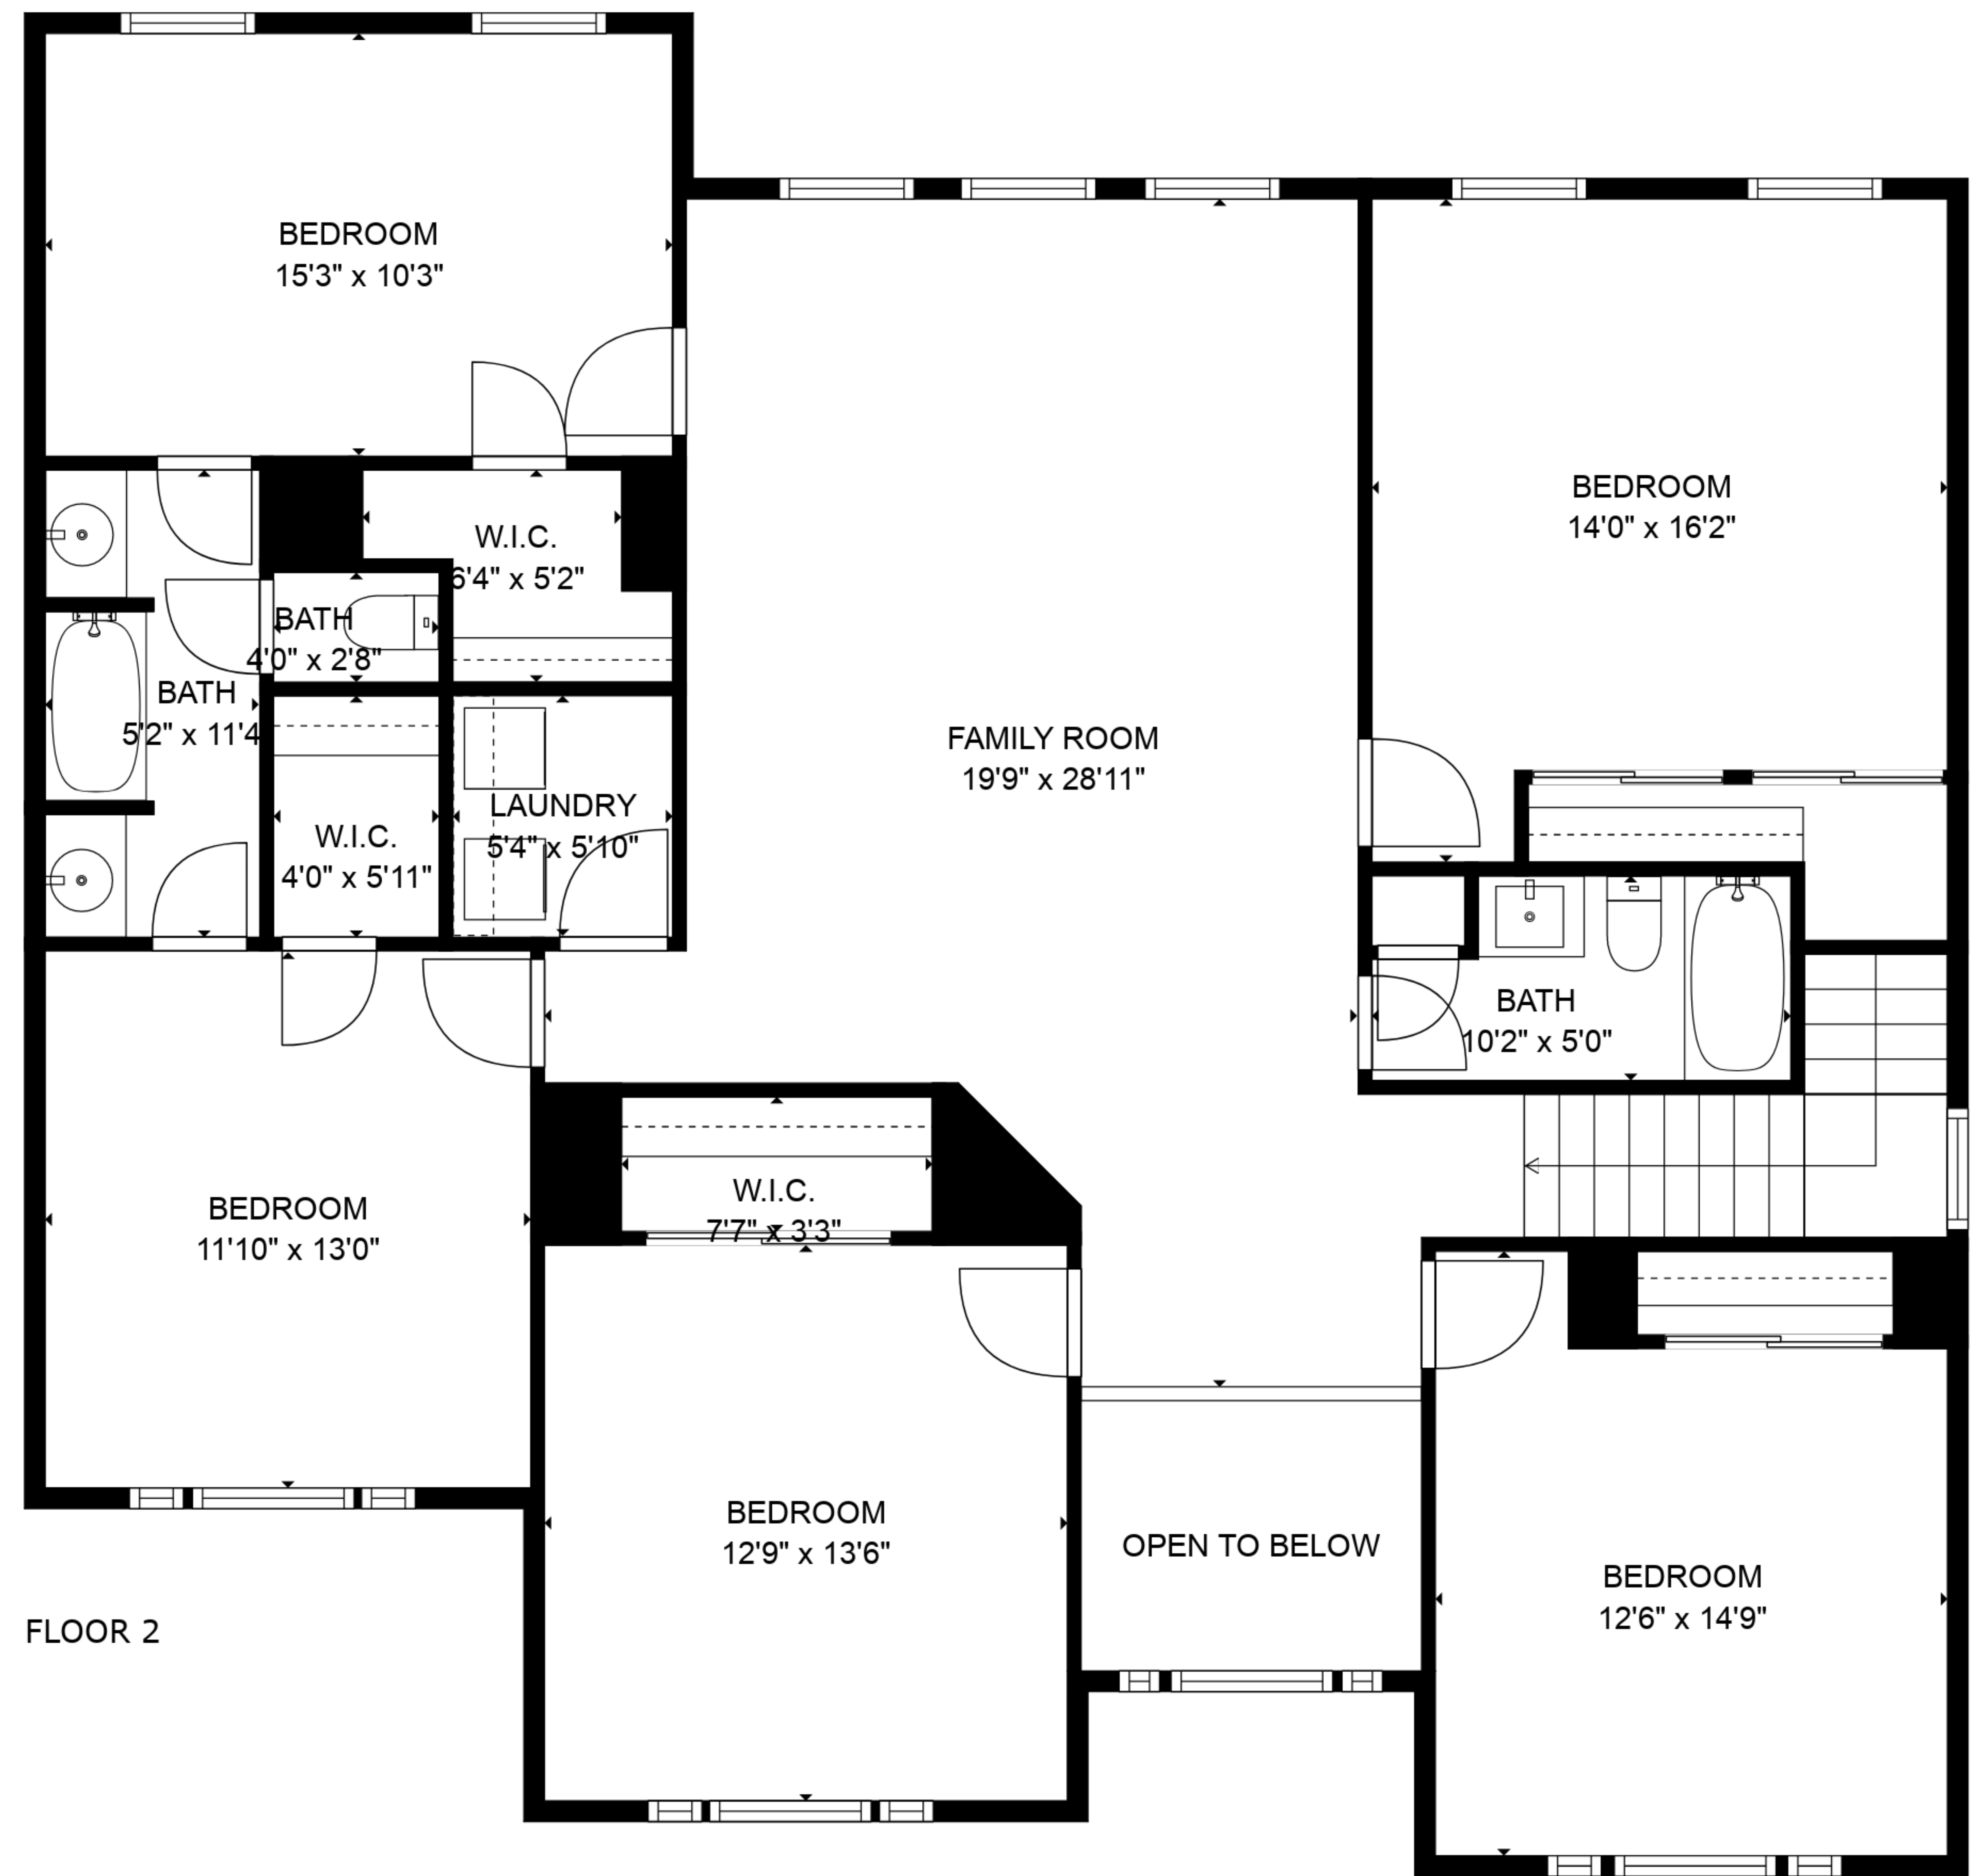 BEDROOM
15'3" x 10'3"
BEDROOM
14'0" x 16'2"
W.I.C.
6'4" x 5'2"
BATH
4'0" x 2'8"
BATH
5'2" x 11'4
FAMILY ROOM
19'9" x 28'11"
LAUNDRY
5'4" x 5'10"
W.I.C.
4'0" x 5'11"
BATH
10'2" x 5'0"
W.I.C.
7'7" x 3'3"
BEDROOM
11'10" x 13'0"
BEDROOM
12'9" x 13'6"
OPEN TO BELOW
BEDROOM
12'6" x 14'9"
FLOOR 2